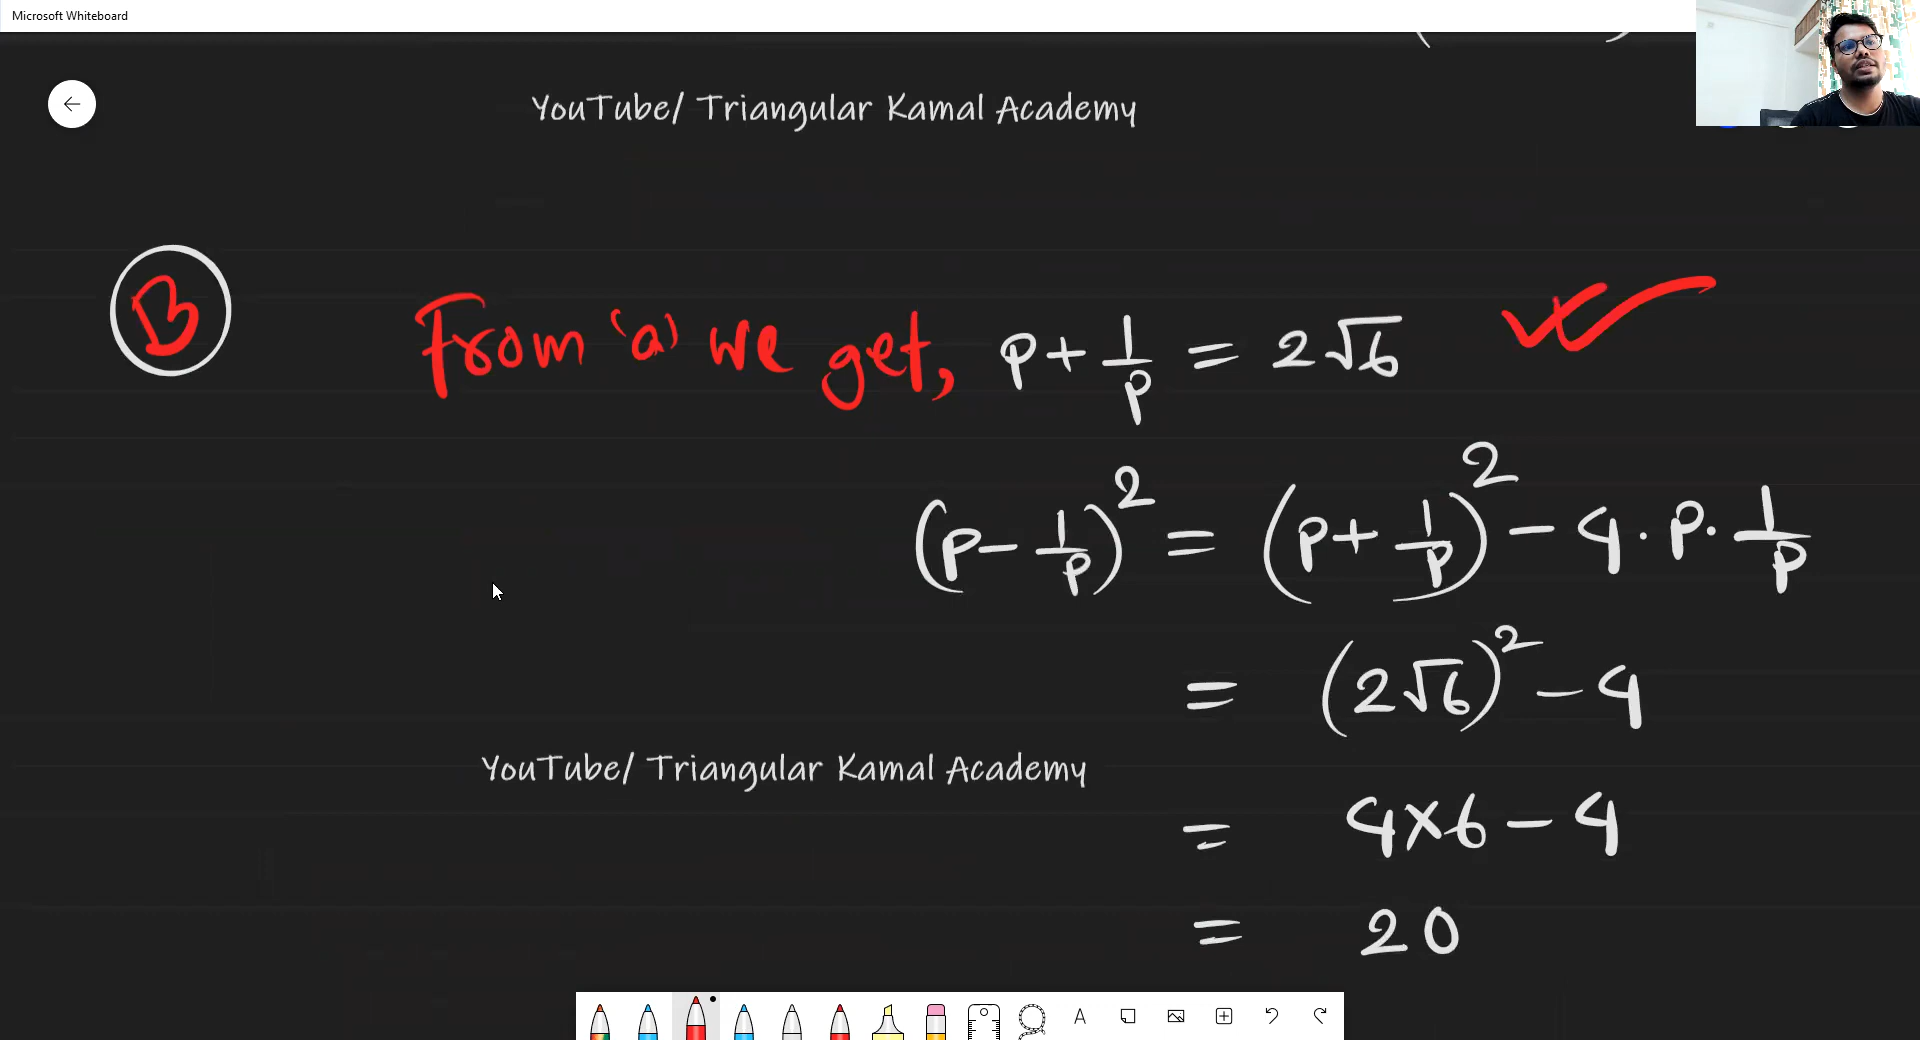 Microsoft Whiteboard
YouTube/ Triangular Kamal Academy
B From 'a' we get, p + 1/p = 2√6
(p - 1/p)² = (p + 1/p)² - 4 · p · 1/p
= (2√6)² - 4
YouTube/ Triangular Kamal Academy
= 4×6 - 4
= 20
A